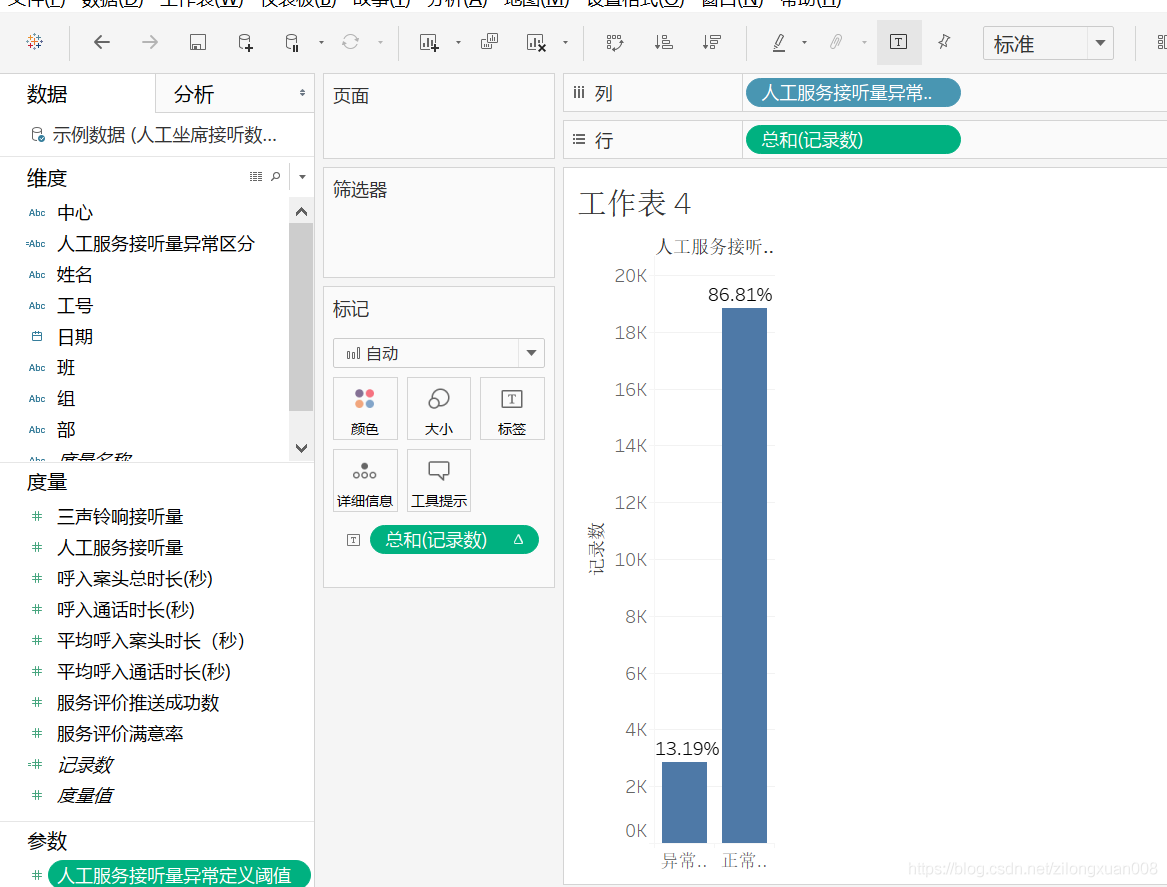 文件(F) 数据(D) 工作表(W) 仪表板(B) 故事(T) 分析(A) 地图(M) 设置格式(O) 窗口(N) 帮助(H)
标准
数据
分析
示例数据 (人工坐席接听数...
维度
Abc 中心
=Abc 人工服务接听量异常区分
Abc 姓名
Abc 工号
日期
Abc 班
Abc 组
Abc 部
Abc 度量名称
度量
# 三声铃响接听量
# 人工服务接听量
# 呼入案头总时长(秒)
# 呼入通话时长(秒)
# 平均呼入案头时长（秒）
# 平均呼入通话时长(秒)
# 服务评价推送成功数
# 服务评价满意率
=# 记录数
# 度量值
参数
# 人工服务接听量异常定义阈值
页面
筛选器
标记
自动
颜色
大小
T
标签
详细信息
工具提示
T 总和(记录数) Δ
iii 列
人工服务接听量异常..
行
总和(记录数)
工作表 4
人工服务接听..
20K
86.81%
18K
16K
14K
12K
记录数
10K
8K
6K
4K
13.19%
2K
0K
异常..
正常..
https://blog.csdn.net/zilongxuan008